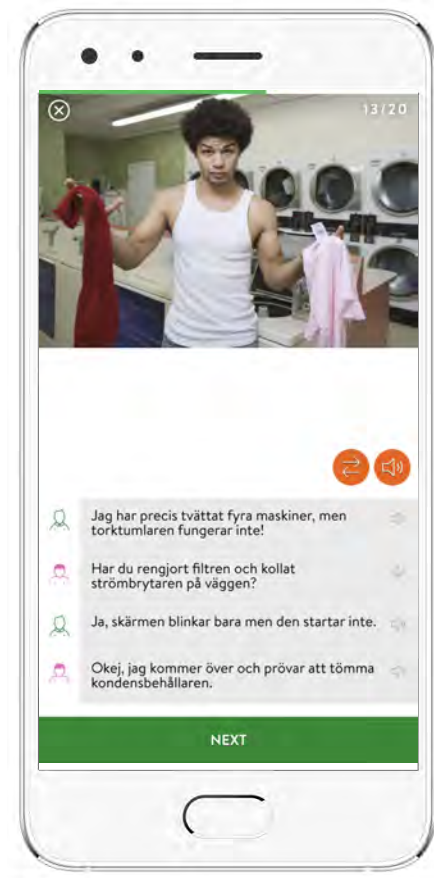 13/20
Jag har precis tvättat fyra maskiner, men
torktumlaren fungerar inte!
Har du rengjort filtren och kollat
strömbrytaren på väggen?
Ja, skärmen blinkar bara men den startar inte.
Okej, jag kommer över och prövar att tömma
kondensbehållaren.
NEXT